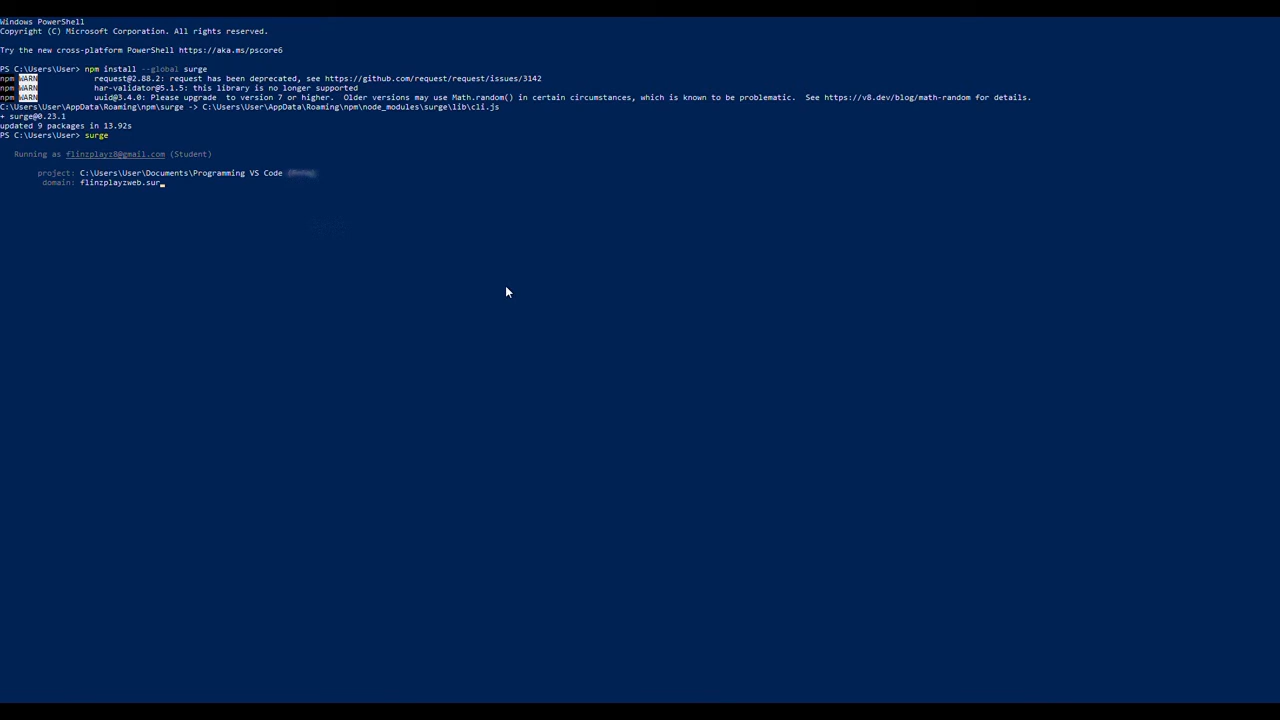 Windows PowerShell
Copyright (C) Microsoft Corporation. All rights reserved.
Try the new cross-platform PowerShell https://aka.ms/pscore6
PS C:\Users\User> npm install --global surge
npm WARN request@2.88.2: request has been deprecated, see https://github.com/request/request/issues/3142
npm WARN har-validator@5.1.5: this library is no longer supported
npm WARN uuid@3.4.0: Please upgrade to version 7 or higher. Older versions may use Math.random() in certain circumstances, which is known to be problematic. See https://v8.dev/blog/math-random for details.
C:\Users\User\AppData\Roaming\npm\surge -> C:\Users\User\AppData\Roaming\npm\node_modules\surge\lib\cli.js
+ surge@0.23.1
updated 9 packages in 13.92s
PS C:\Users\User> surge
Running as flinzplayz8@gmail.com (Student)
project: C:\Users\User\Documents\Programming VS Code
domain: flinzplayzweb.sur_